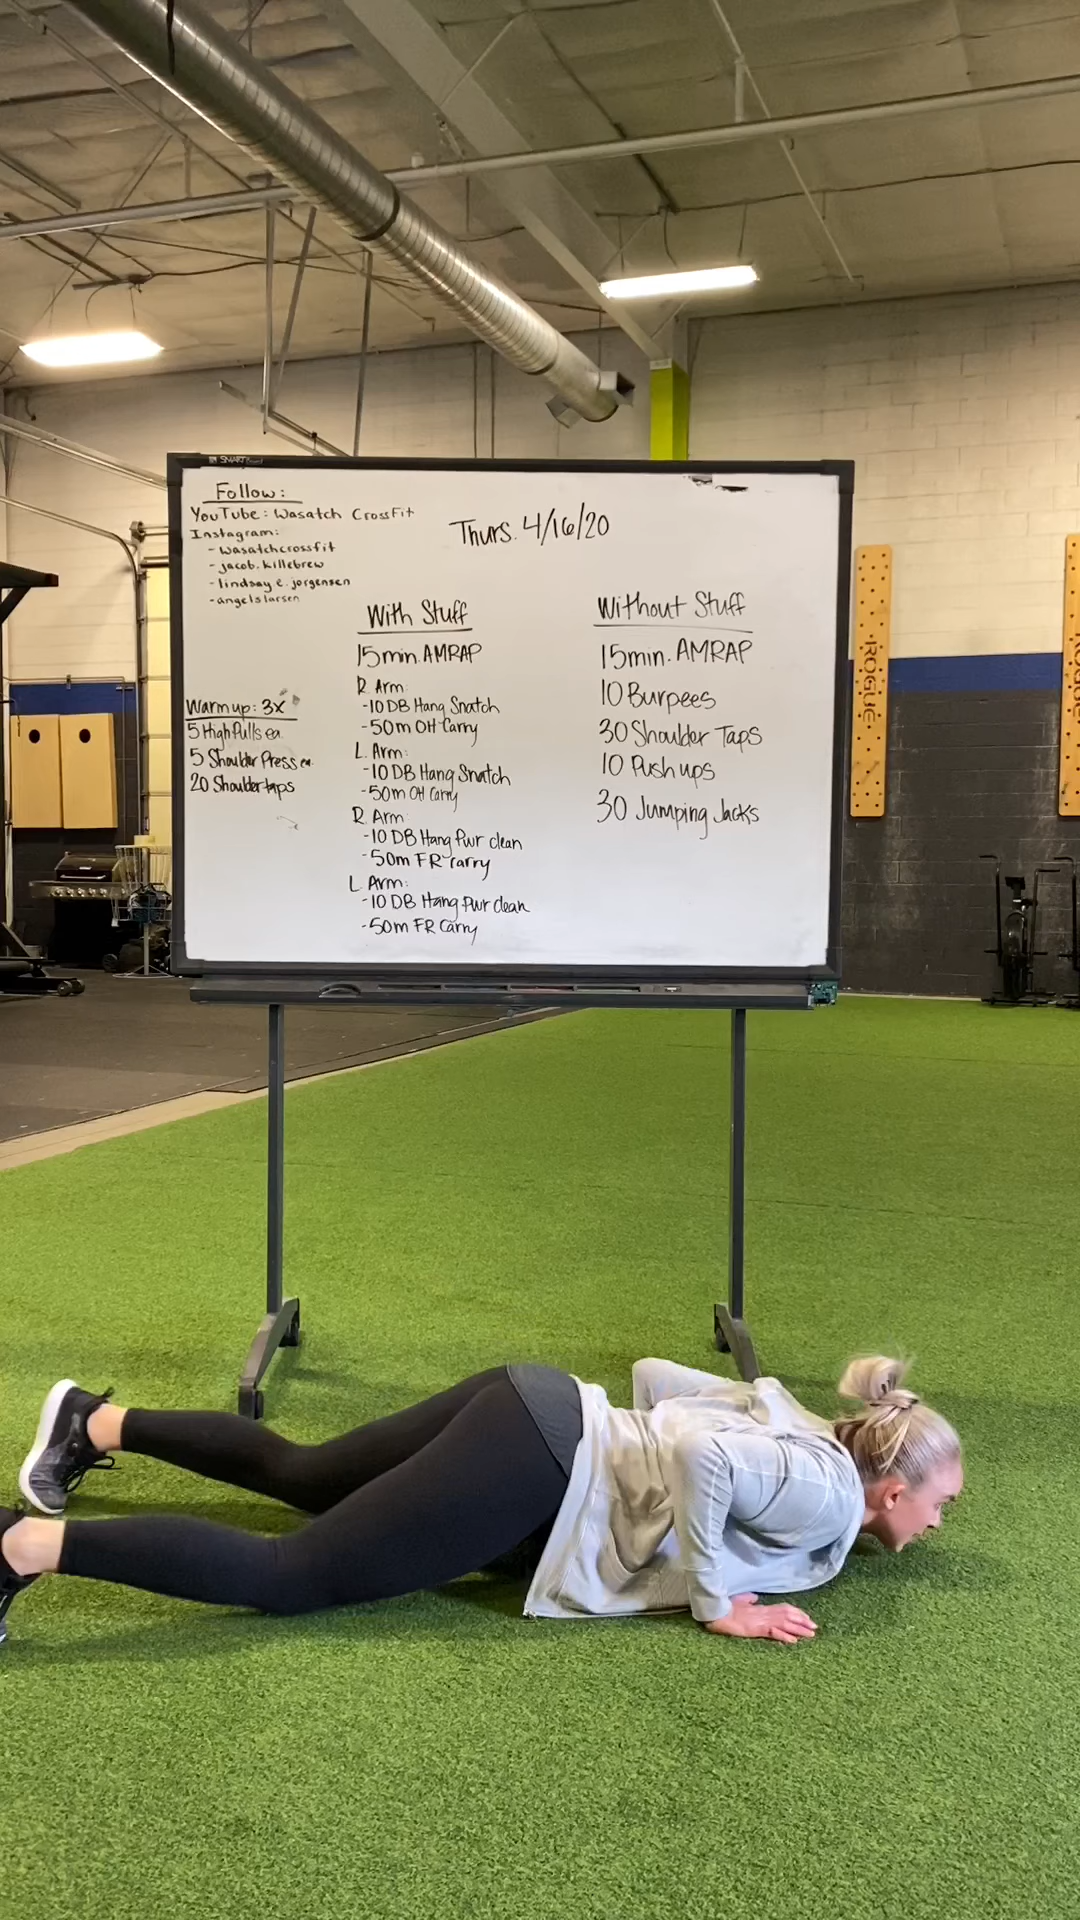 SMART Board
Follow:
YouTube: Wasatch CrossFit
Instagram:
- wasatchcrossfit
- jacob.killebrew
- lindsay.e.jorgensen
- angelslarsen
Thurs. 4/16/20
Warmup: 3x
5 High Pulls ea.
5 Shoulder Press ea.
20 Shoulder taps
With Stuff
15min. AMRAP
R. Arm:
-10 DB Hang Snatch
-50m OH Carry
L. Arm:
-10 DB Hang Snatch
-50m OH Carry
R. Arm:
-10 DB Hang Pwr clean
-50m FR carry
L. Arm:
-10 DB Hang Pwr clean
-50m FR Carry
Without Stuff
15min. AMRAP
10 Burpees
30 Shoulder Taps
10 Push ups
30 Jumping Jacks
ROGUE
ROGUE